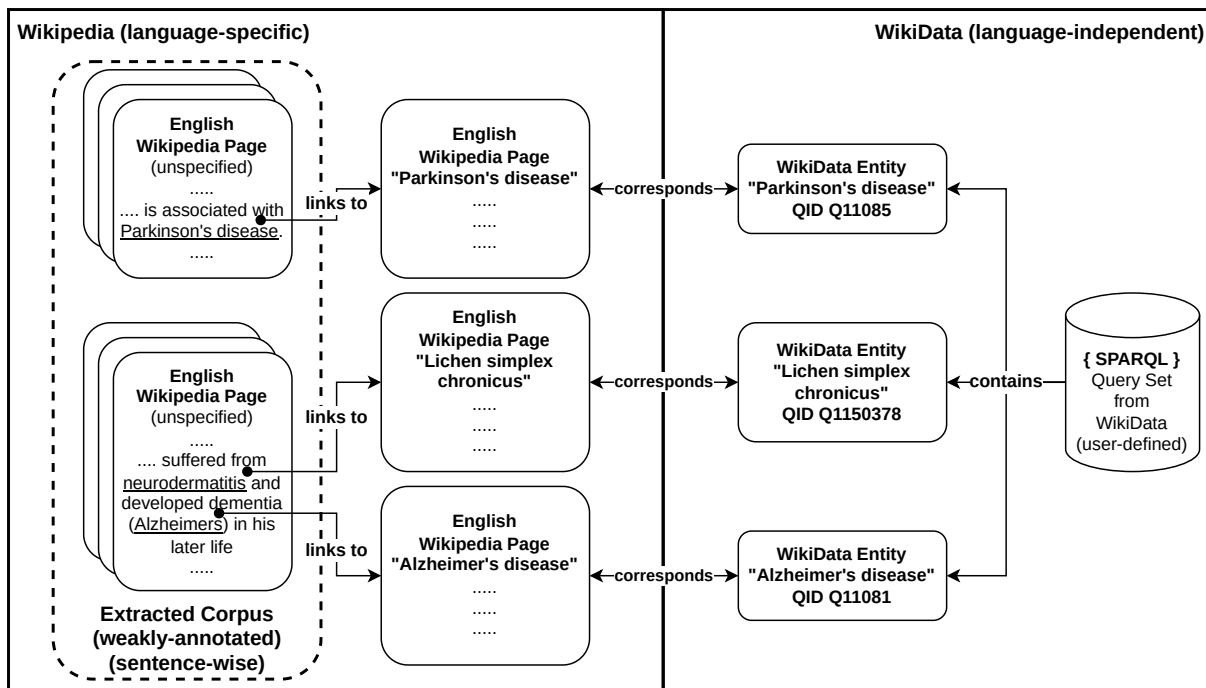 Wikipedia (language-specific)
WikiData (language-independent)
English
Wikipedia Page
(unspecified)
.....
.... is associated with
Parkinson's disease.
.....
links to
English
Wikipedia Page
"Parkinson's disease"
.....
.....
.....
corresponds
WikiData Entity
"Parkinson's disease"
QID Q11085
English
Wikipedia Page
(unspecified)
.....
.... suffered from
neurodermatitis and
developed dementia
(Alzheimers) in his
later life
.....
links to
English
Wikipedia Page
"Lichen simplex
chronicus"
.....
.....
.....
corresponds
WikiData Entity
"Lichen simplex
chronicus"
QID Q1150378
contains
{ SPARQL }
Query Set
from
WikiData
(user-defined)
links to
English
Wikipedia Page
"Alzheimer's disease"
.....
.....
.....
corresponds
WikiData Entity
"Alzheimer's disease"
QID Q11081
Extracted Corpus
(weakly-annotated)
(sentence-wise)